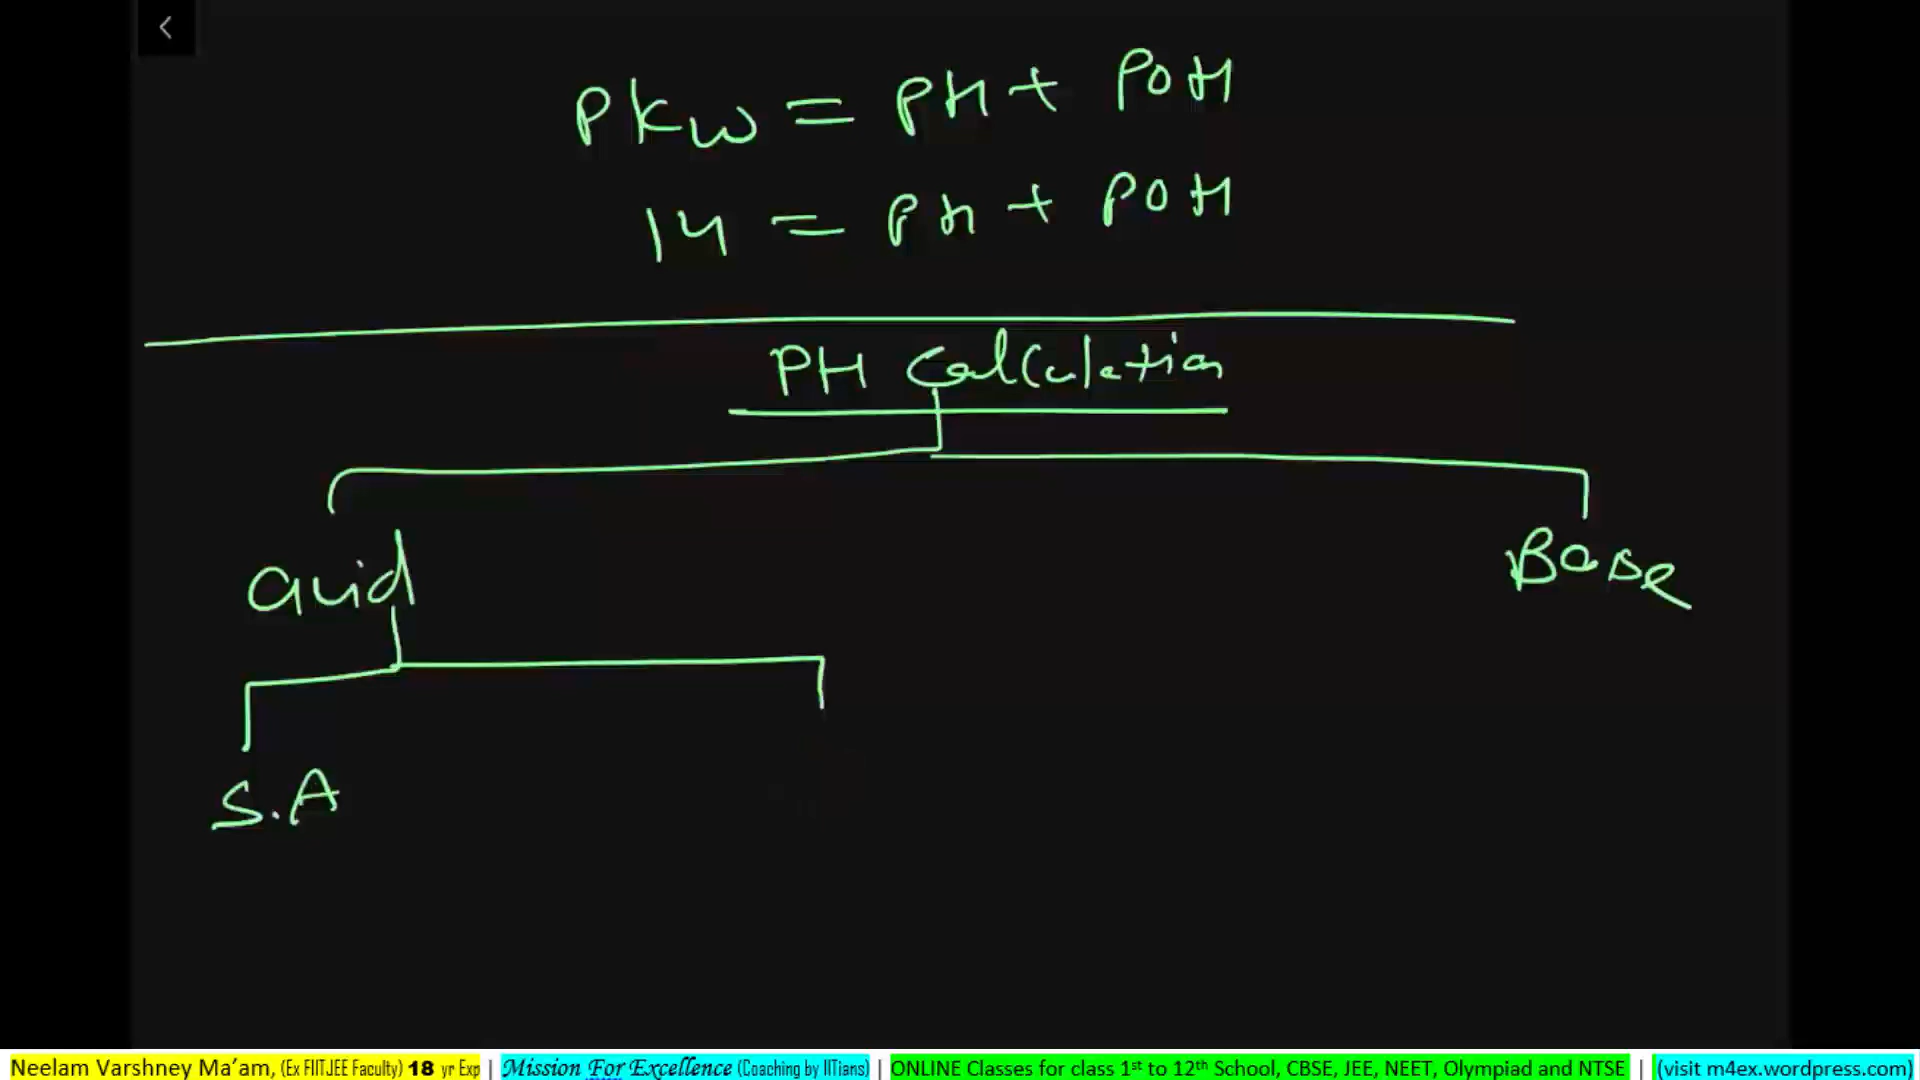 PKw = PH + POH
14 = PH + POH
PH Calculation
acid
Base
S.A
Neelam Varshney Ma'am, (Ex FIITJEE Faculty) 18 yr Exp | Mission For Excellence (Coaching by IITians) | ONLINE Classes for class 1st to 12th School, CBSE, JEE, NEET, Olympiad and NTSE | (visit m4ex.wordpress.com)